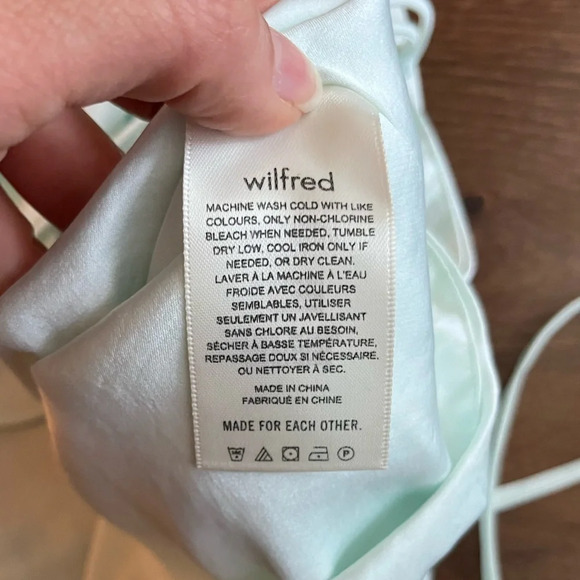 wilfred
MACHINE WASH COLD WITH LIKE
COLOURS, ONLY NON-CHLORINE
BLEACH WHEN NEEDED, TUMBLE
DRY LOW, COOL IRON ONLY IF
NEEDED, OR DRY CLEAN.
LAVER À LA MACHINE À L'EAU
FROIDE AVEC COULEURS
SEMBLABLES, UTILISER
SEULEMENT UN JAVELLISANT
SANS CHLORE AU BESOIN,
SÉCHER À BASSE TEMPÉRATURE,
REPASSAGE DOUX SI NÉCESSAIRE,
OU NETTOYER À SEC.
MADE IN CHINA
FABRIQUÉ EN CHINE
MADE FOR EACH OTHER.
P